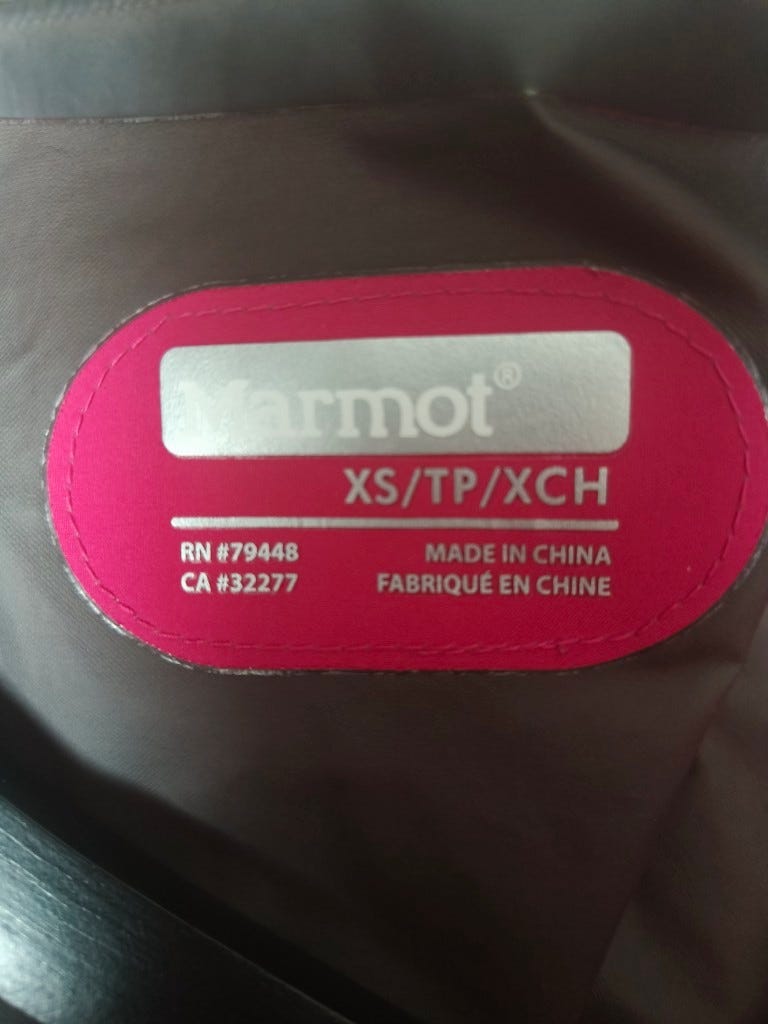 Marmot®
XS/TP/XCH
RN #79448
CA #32277
MADE IN CHINA
FABRIQUÉ EN CHINE